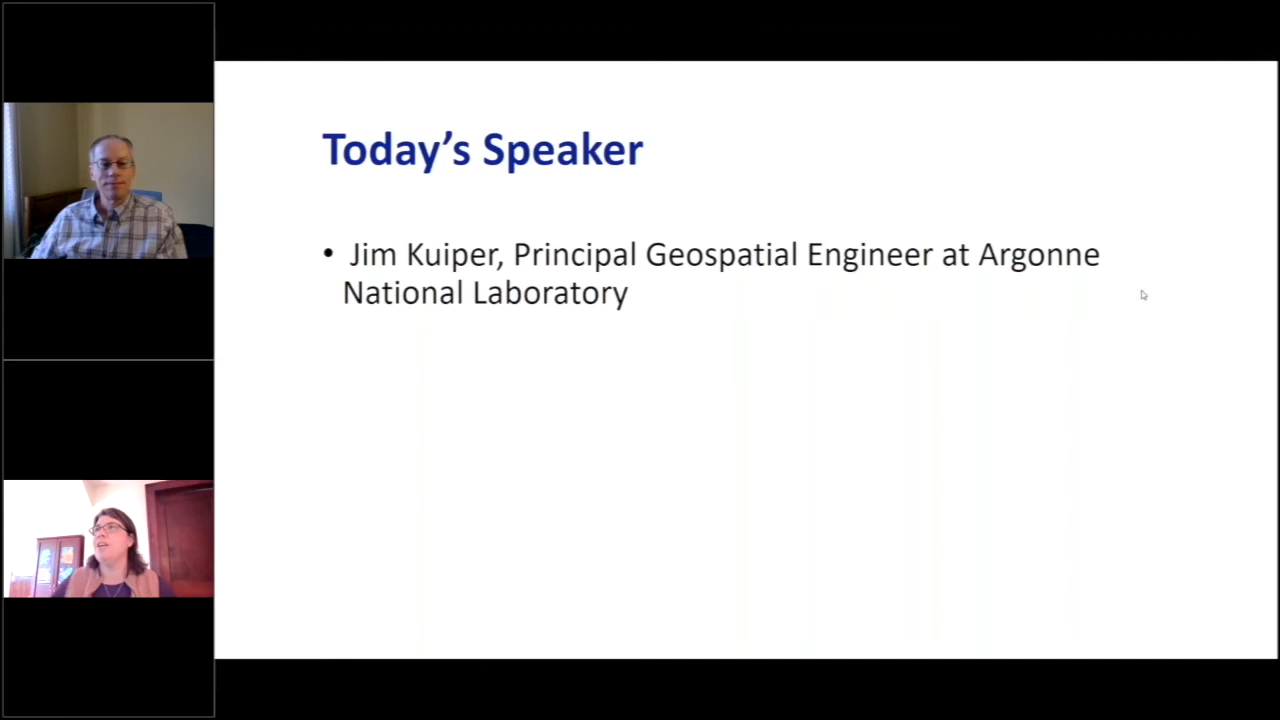 Today’s Speaker
• Jim Kuiper, Principal Geospatial Engineer at Argonne
National Laboratory